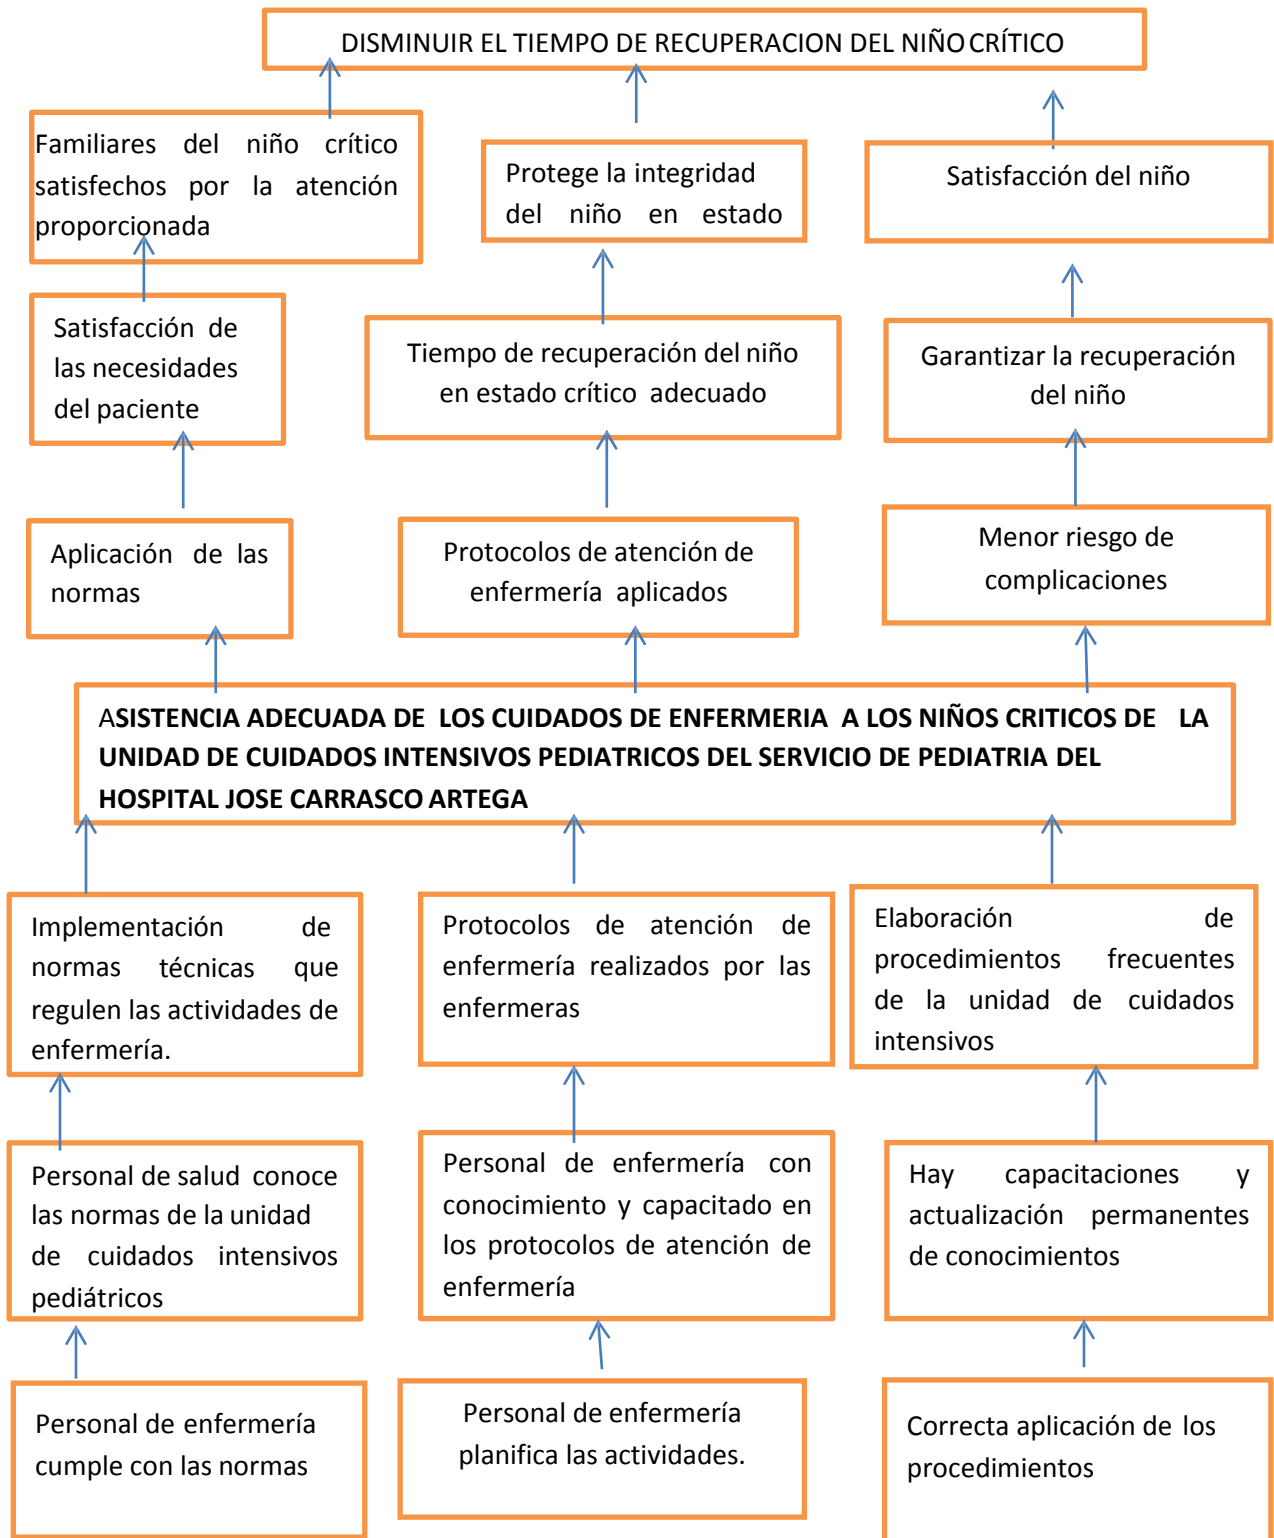 DISMINUIR EL TIEMPO DE RECUPERACION DEL NIÑO CRÍTICO
Familiares del niño crítico
satisfechos por la atención
proporcionada
Protege la integridad
del niño en estado
Satisfacción del niño
Satisfacción de
las necesidades
del paciente
Tiempo de recuperación del niño
en estado crítico adecuado
Garantizar la recuperación
del niño
Aplicación de las
normas
Protocolos de atención de
enfermería aplicados
Menor riesgo de
complicaciones
ASISTENCIA ADECUADA DE LOS CUIDADOS DE ENFERMERIA A LOS NIÑOS CRITICOS DE LA
UNIDAD DE CUIDADOS INTENSIVOS PEDIATRICOS DEL SERVICIO DE PEDIATRIA DEL
HOSPITAL JOSE CARRASCO ARTEGA
Implementación de
normas técnicas que
regulen las actividades de
enfermería.
Protocolos de atención de
enfermería realizados por las
enfermeras
Elaboración de
procedimientos frecuentes
de la unidad de cuidados
intensivos
Personal de salud conoce
las normas de la unidad
de cuidados intensivos
pediátricos
Personal de enfermería con
conocimiento y capacitado en
los protocolos de atención de
enfermería
Hay capacitaciones y
actualización permanentes
de conocimientos
Personal de enfermería
cumple con las normas
Personal de enfermería
planifica las actividades.
Correcta aplicación de los
procedimientos